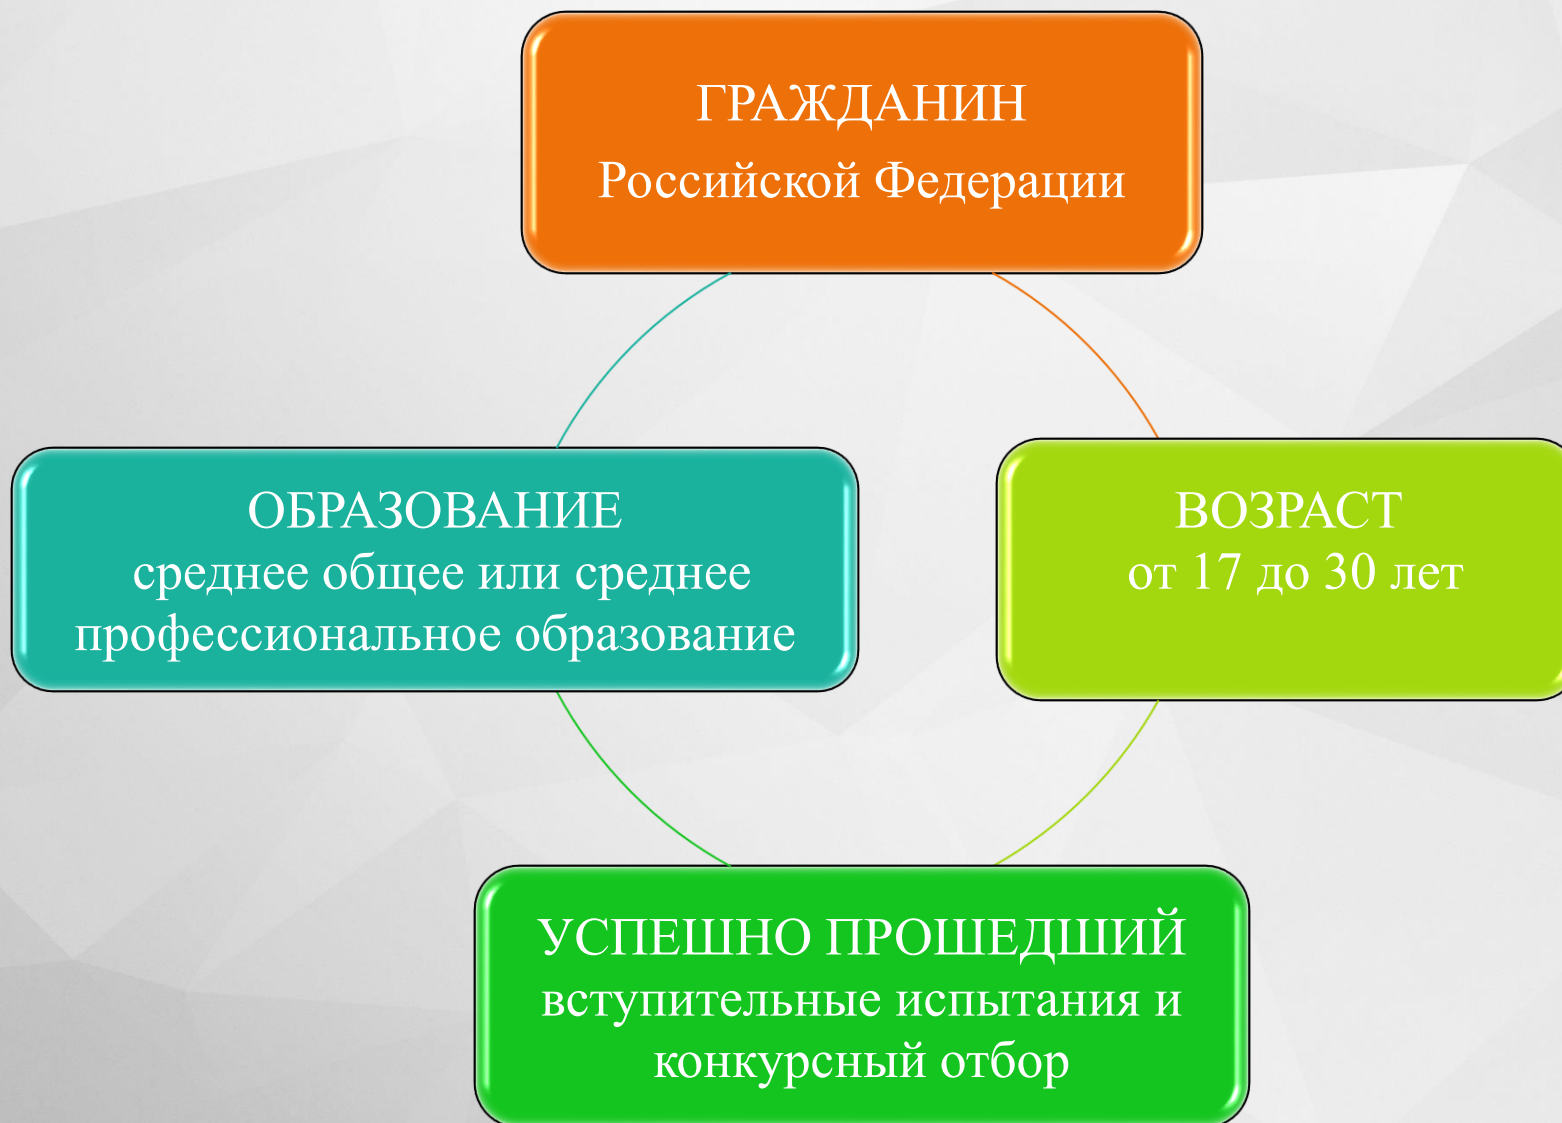 ГРАЖДАНИН
Российской Федерации
ОБРАЗОВАНИЕ
среднее общее или среднее
профессиональное образование
ВОЗРАСТ
от 17 до 30 лет
УСПЕШНО ПРОШЕДШИЙ
вступительные испытания и
конкурсный отбор